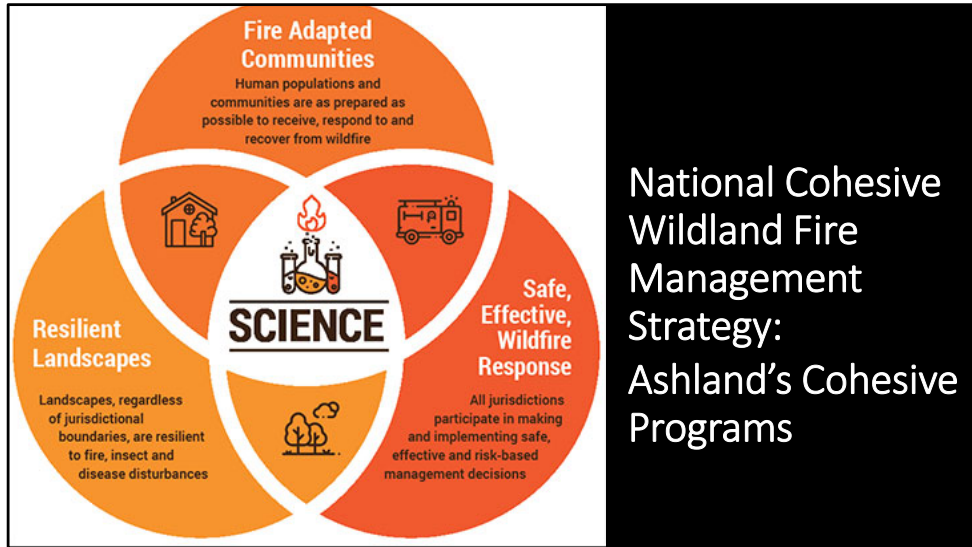 Fire Adapted
Communities
Human populations and
communities are as prepared as
possible to receive, respond to and
recover from wildfire
SCIENCE
Resilient
Landscapes
Landscapes, regardless
of jurisdictional
boundaries, are resilient
to fire, insect and
disease disturbances
Safe,
Effective,
Wildfire
Response
All jurisdictions
participate in making
and implementing safe,
effective and risk-based
management decisions
National Cohesive
Wildland Fire
Management
Strategy:
Ashland’s Cohesive
Programs